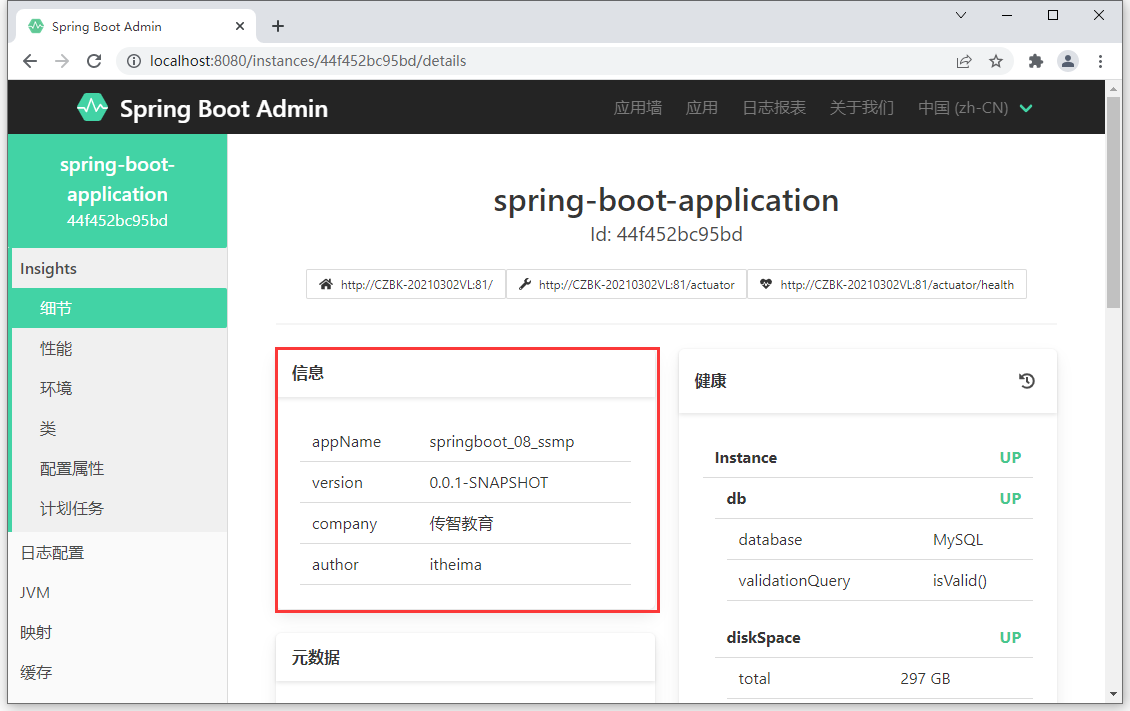 Spring Boot Admin
localhost:8080/instances/44f452bc95bd/details
Spring Boot Admin
应用墙 应用 日志报表 关于我们 中国 (zh-CN)
spring-boot-
application
44f452bc95bd
Insights
细节
性能
环境
类
配置属性
计划任务
日志配置
JVM
映射
缓存
spring-boot-application
Id: 44f452bc95bd
http://CZBK-20210302VL:81/ http://CZBK-20210302VL:81/actuator http://CZBK-20210302VL:81/actuator/health
信息
appName springboot_08_ssmp
version 0.0.1-SNAPSHOT
company 传智教育
author itheima
元数据
健康
Instance UP
db UP
database MySQL
validationQuery isValid()
diskSpace UP
total 297 GB